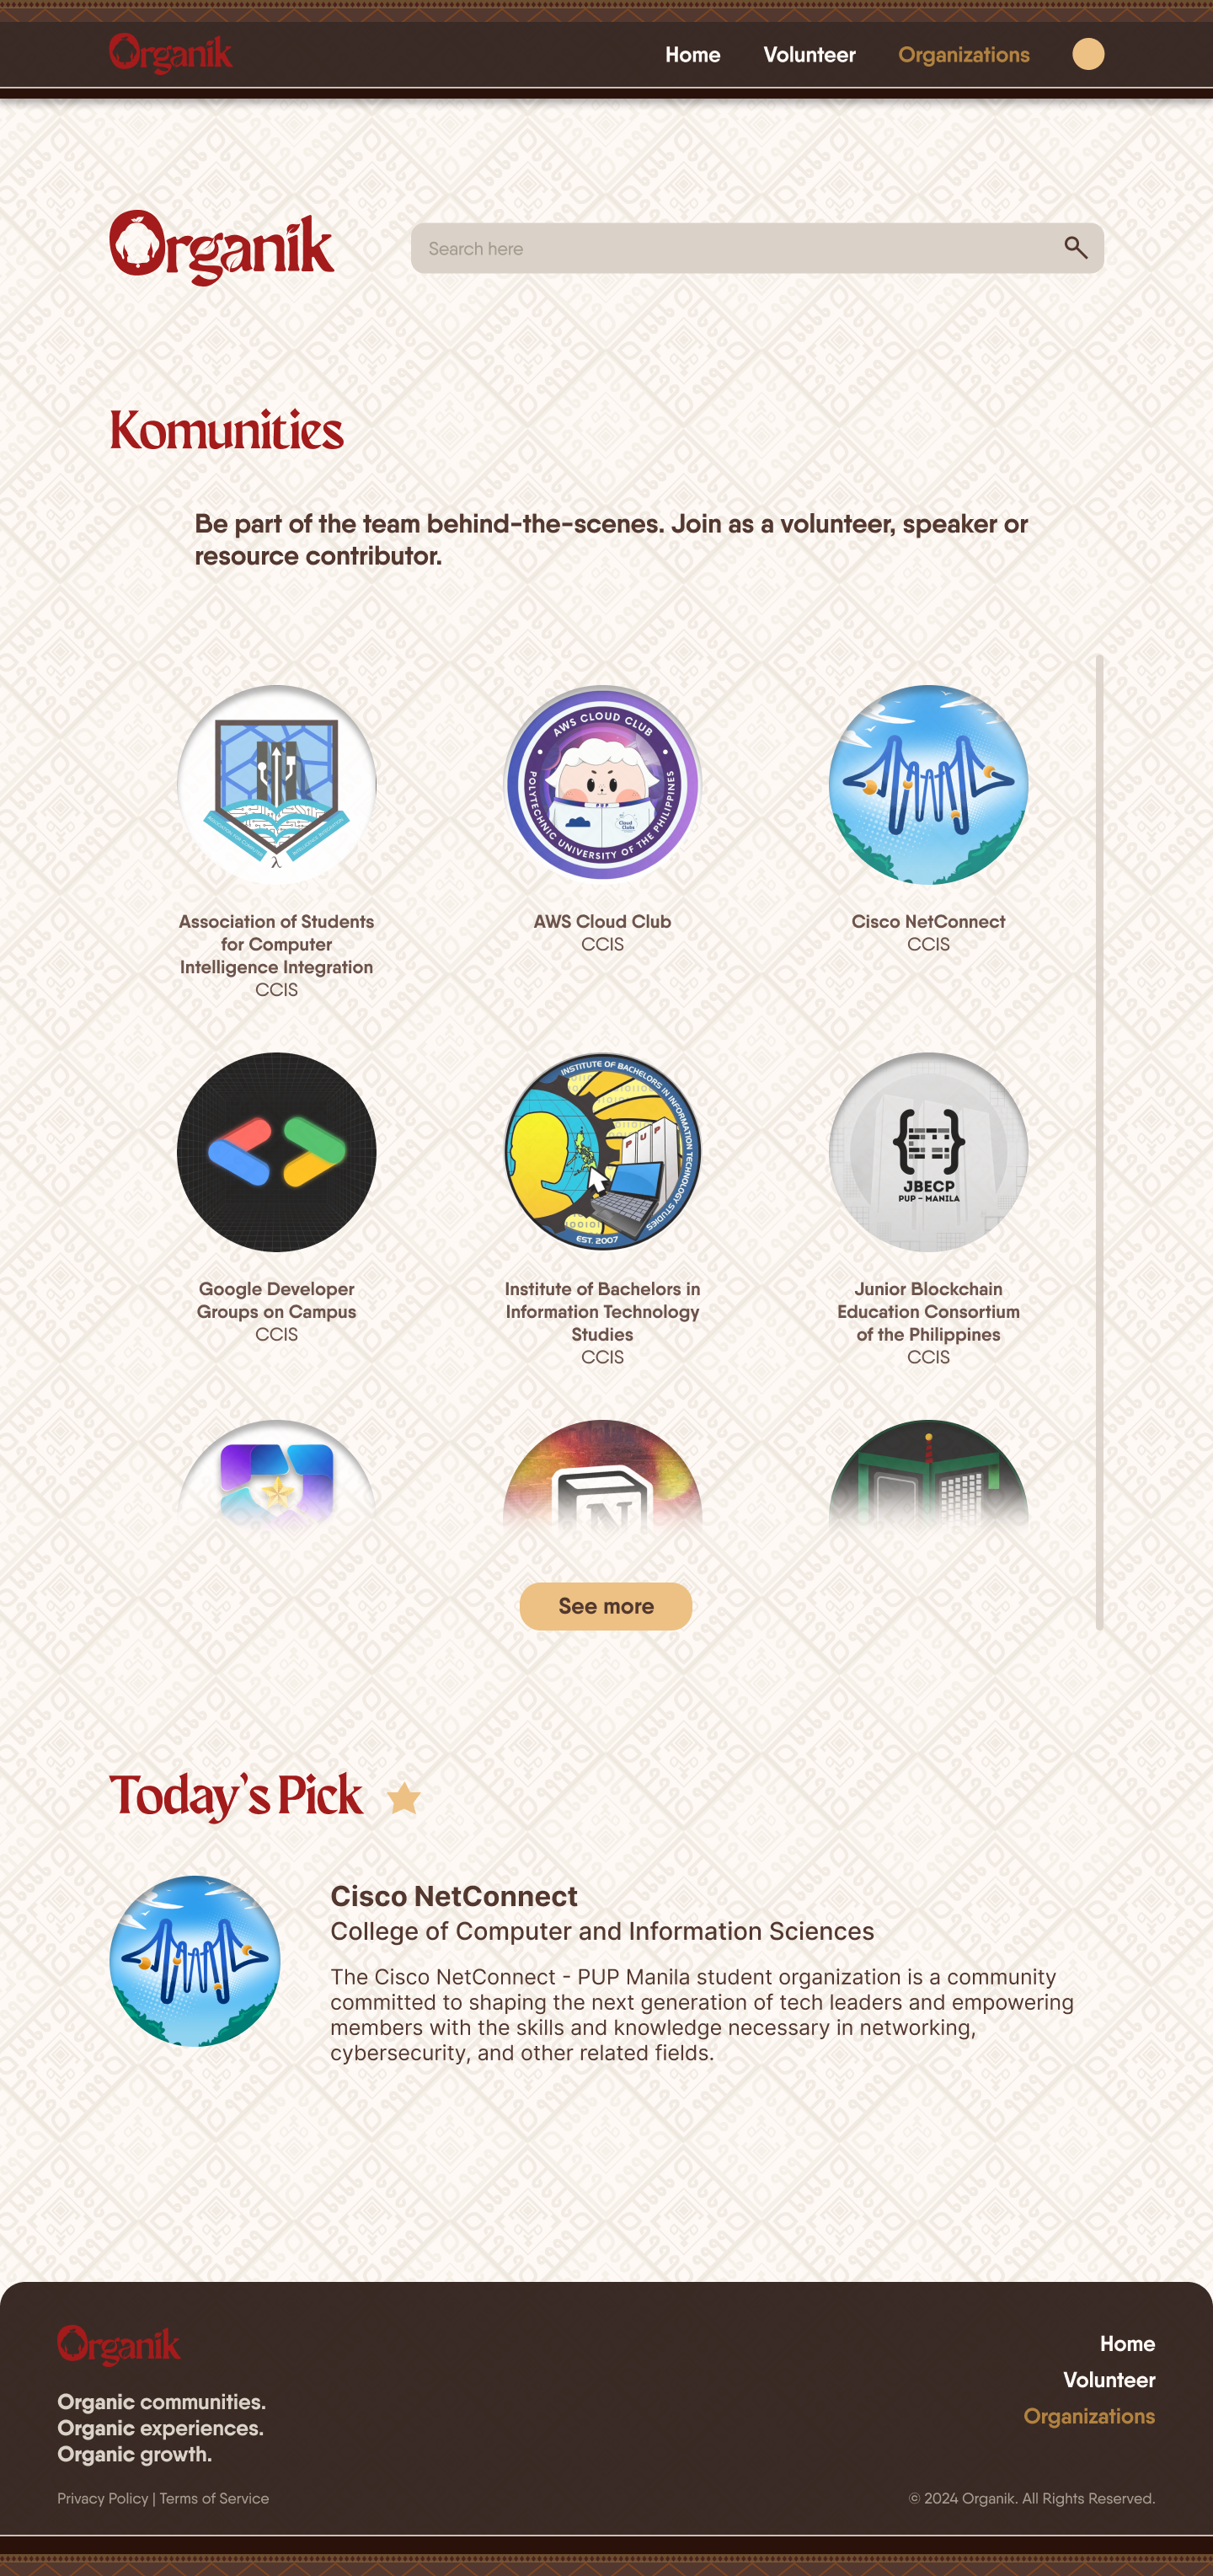 Organik
Home
Volunteer
Organizations
Organik
Search here
Komunities
Be part of the team behind-the-scenes. Join as a volunteer, speaker or
resource contributor.
λ
AWS CLOUD CLUB
POLYTECHNIC UNIVERSITY OF THE PHILIPPINES
Cloud
Clubs
Association of Students
for Computer
Intelligence Integration
CCIS
AWS Cloud Club
CCIS
Cisco NetConnect
CCIS
INSTITUTE OF BACHELORS IN INFORMATION TECHNOLOGY STUDIES
PUP
EST. 2007
JBECP
PUP - MANILA
Google Developer
Groups on Campus
CCIS
Institute of Bachelors in
Information Technology
Studies
CCIS
Junior Blockchain
Education Consortium
of the Philippines
CCIS
N
See more
Today's Pick
Cisco NetConnect
College of Computer and Information Sciences
The Cisco NetConnect - PUP Manila student organization is a community
committed to shaping the next generation of tech leaders and empowering
members with the skills and knowledge necessary in networking,
cybersecurity, and other related fields.
Organik
Organic communities.
Organic experiences.
Organic growth.
Home
Volunteer
Organizations
Privacy Policy | Terms of Service
© 2024 Organik. All Rights Reserved.